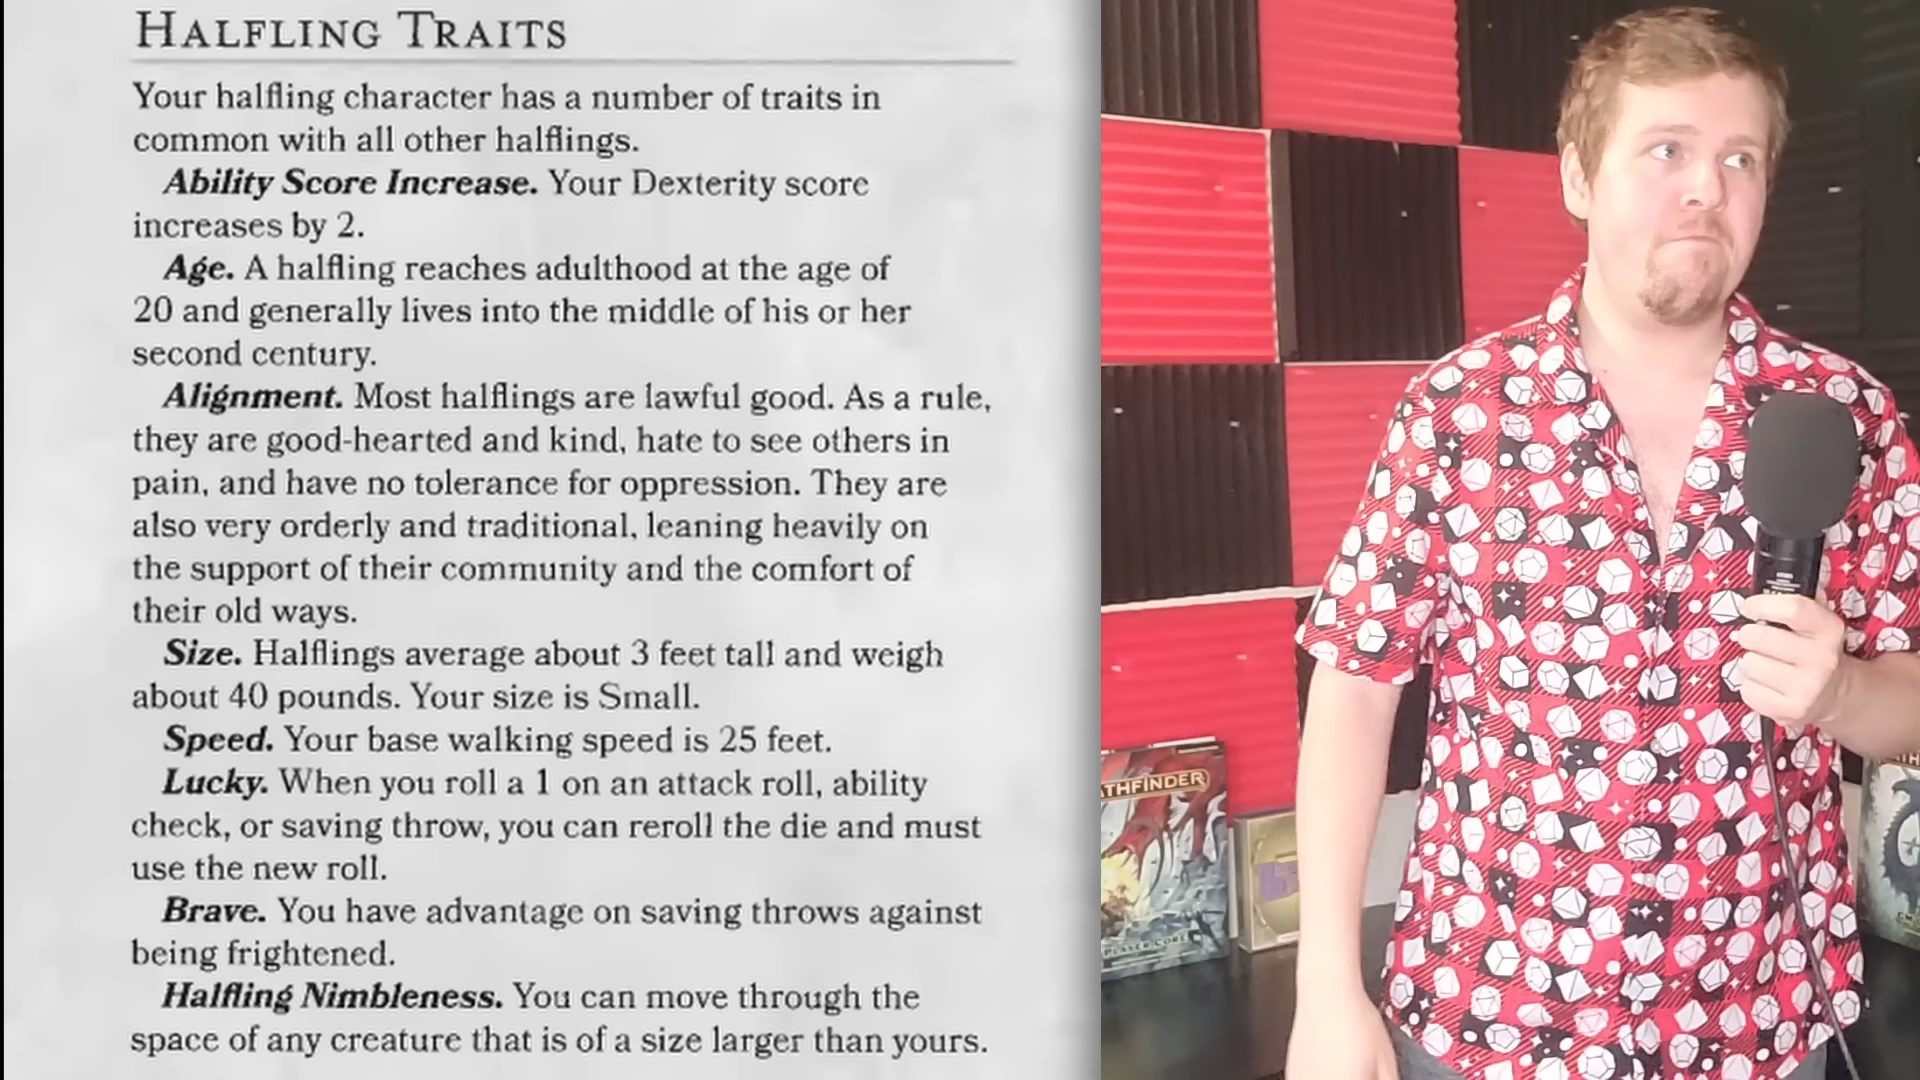 HALFLING TRAITS
Your halfling character has a number of traits in
common with all other halflings.
Ability Score Increase. Your Dexterity score
increases by 2.
Age. A halfling reaches adulthood at the age of
20 and generally lives into the middle of his or her
second century.
Alignment. Most halflings are lawful good. As a rule,
they are good-hearted and kind, hate to see others in
pain, and have no tolerance for oppression. They are
also very orderly and traditional, leaning heavily on
the support of their community and the comfort of
their old ways.
Size. Halflings average about 3 feet tall and weigh
about 40 pounds. Your size is Small.
Speed. Your base walking speed is 25 feet.
Lucky. When you roll a 1 on an attack roll, ability
check, or saving throw, you can reroll the die and must
use the new roll.
Brave. You have advantage on saving throws against
being frightened.
Halfling Nimbleness. You can move through the
space of any creature that is of a size larger than yours.
THFINDER
PLAYER CORE